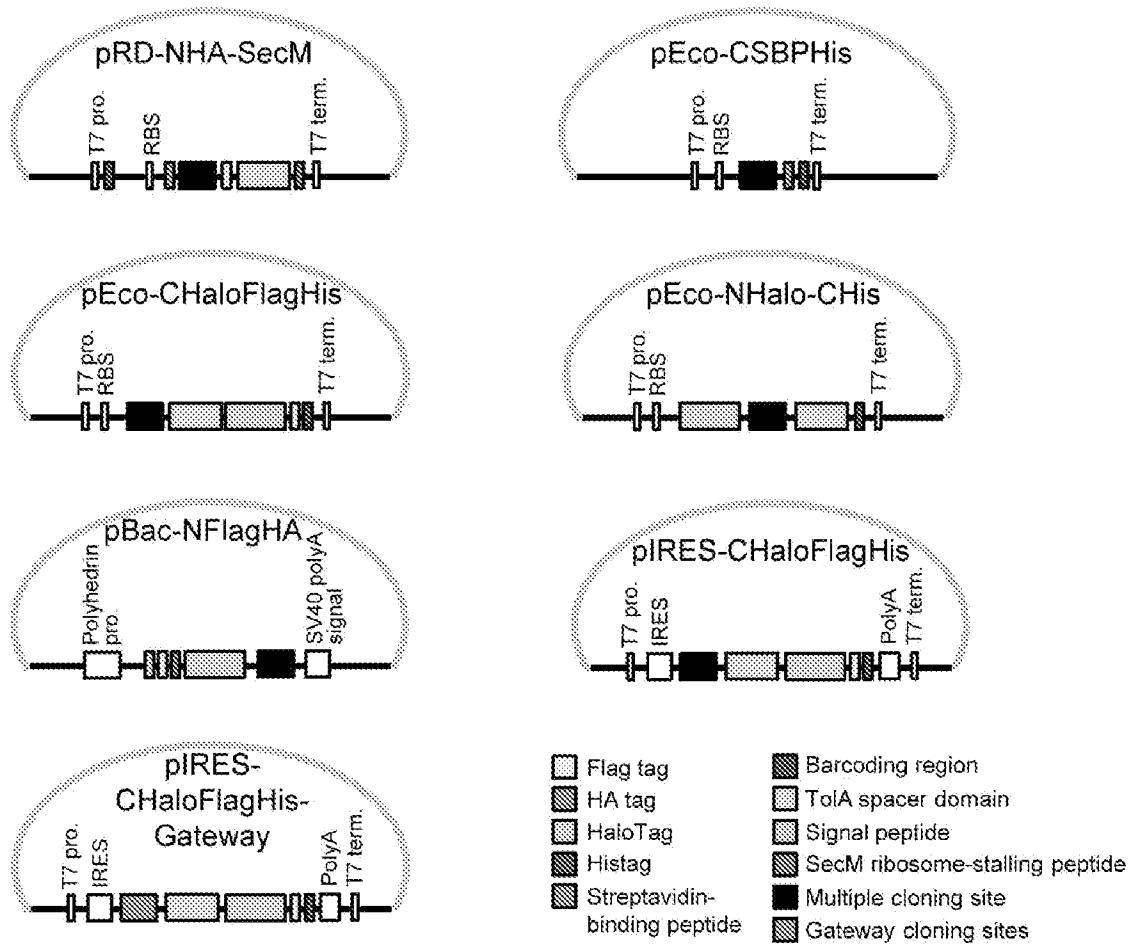 pRD-NHA-SecM
T7 pro.
RBS
T7 term.
pEco-CSBPHis
T7 pro.
RBS
T7 term.
pEco-CHaloFlagHis
T7 pro.
RBS
T7 term.
pEco-NHalo-CHis
T7 pro.
RBS
T7 term.
pBac-NFlagHA
Polyhedrin
pro.
SV40 polyA
signal
pIRES-CHaloFlagHis
T7 pro.
IRES
PolyA
T7 term.
pIRES-
CHaloFlagHis-
Gateway
T7 pro.
IRES
PolyA
T7 term.
Flag tag
HA tag
HaloTag
Histag
Streptavidin-
binding peptide
Barcoding region
TolA spacer domain
Signal peptide
SecM ribosome-stalling peptide
Multiple cloning site
Gateway cloning sites